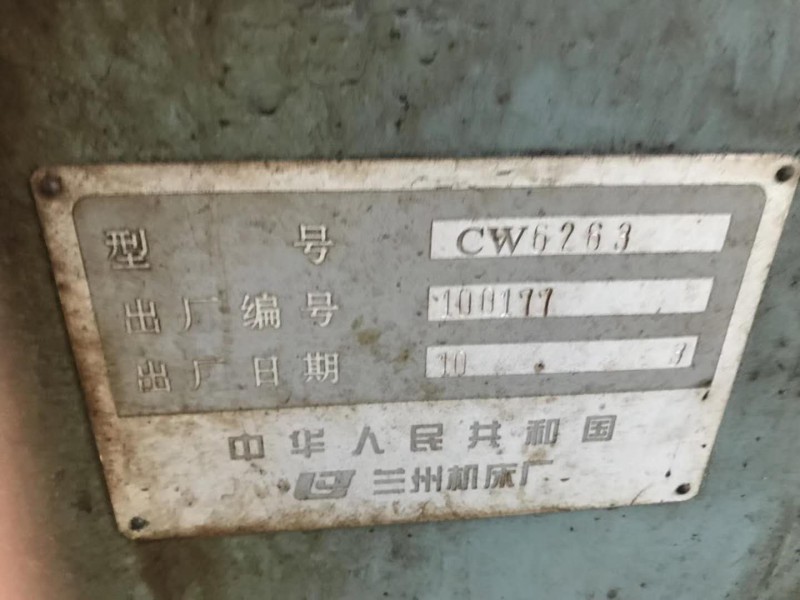 型 号 CW6263
出厂编号 100177
出厂日期 10 . 3
中华人民共和国
兰州机床厂